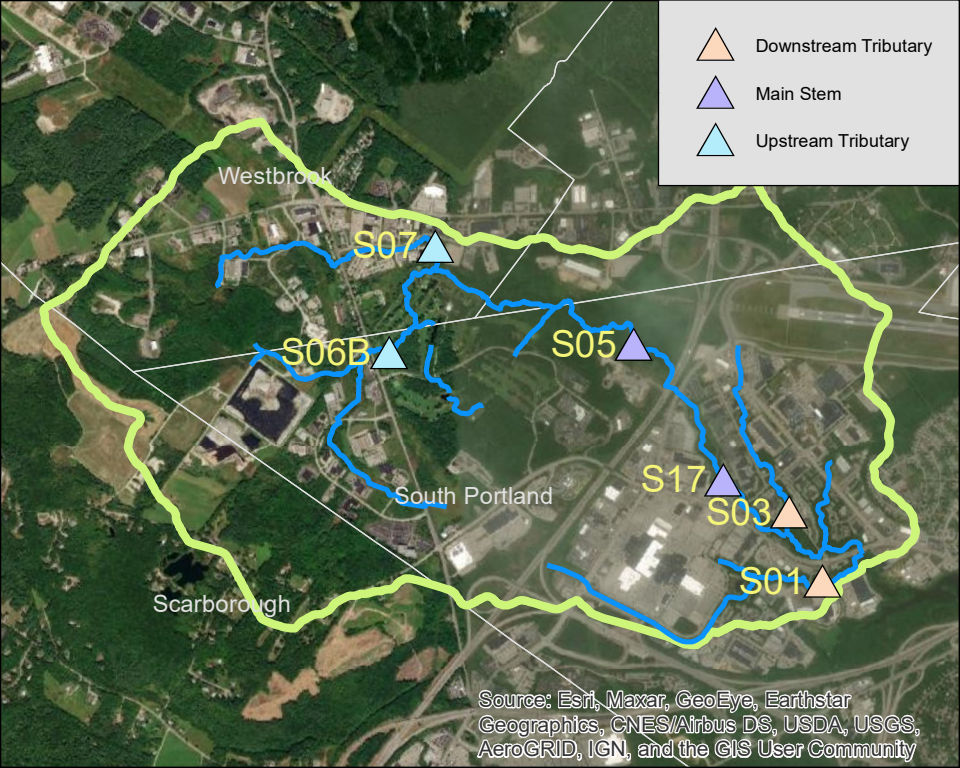 Downstream Tributary
Main Stem
Upstream Tributary
Westbrook
S07
S06B
S05
S17
South Portland
S03
S01
Scarborough
Source: Esri, Maxar, GeoEye, Earthstar
Geographics, CNES/Airbus DS, USDA, USGS,
AeroGRID, IGN, and the GIS User Community